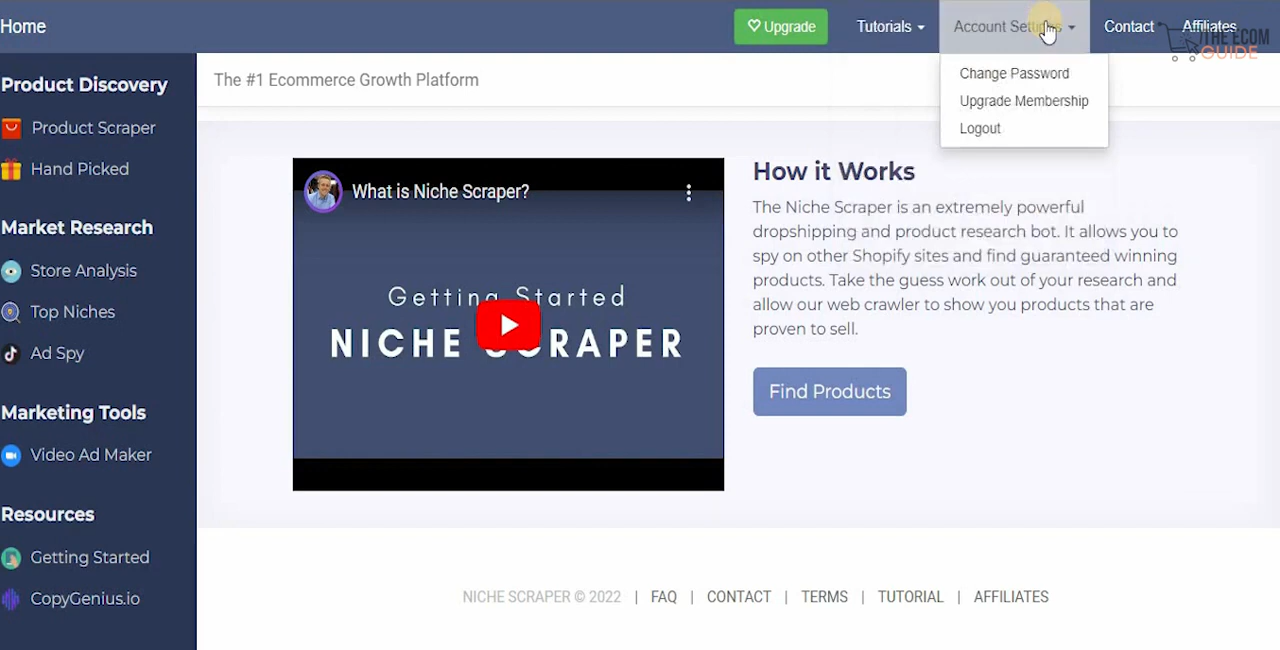 Home
Upgrade
Tutorials
Account
Contact
Affiliates
THE ECOM
GUIDE
Change Password
Upgrade Membership
Logout
Product Discovery
Product Scraper
Hand Picked
Market Research
Store Analysis
Top Niches
Ad Spy
Marketing Tools
Video Ad Maker
Resources
Getting Started
CopyGenius.io
The #1 Ecommerce Growth Platform
What is Niche Scraper?
Getting Started
NICHE SCRAPER
How it Works
The Niche Scraper is an extremely powerful
dropshipping and product research bot. It allows you to
spy on other Shopify sites and find guaranteed winning
products. Take the guess work out of your research and
allow our web crawler to show you products that are
proven to sell.
Find Products
NICHE SCRAPER © 2022 | FAQ | CONTACT | TERMS | TUTORIAL | AFFILIATES